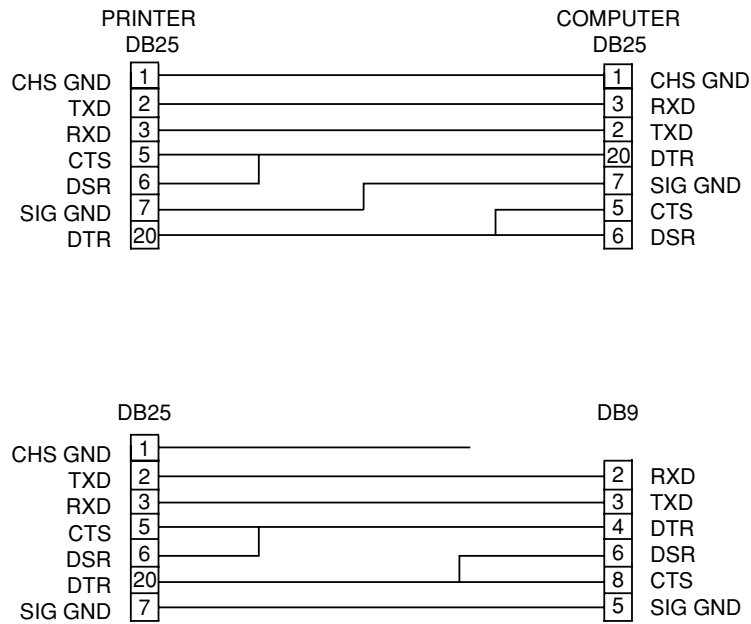 PRINTER COMPUTER
DB25 DB25
CHS GND 1 1 CHS GND
TXD 2 3 RXD
RXD 3 2 TXD
CTS 5 20 DTR
DSR 6 7 SIG GND
SIG GND 7 5 CTS
DTR 20 6 DSR
DB25 DB9
CHS GND 1
TXD 2 2 RXD
RXD 3 3 TXD
CTS 5 4 DTR
DSR 6 6 DSR
DTR 20 8 CTS
SIG GND 7 5 SIG GND